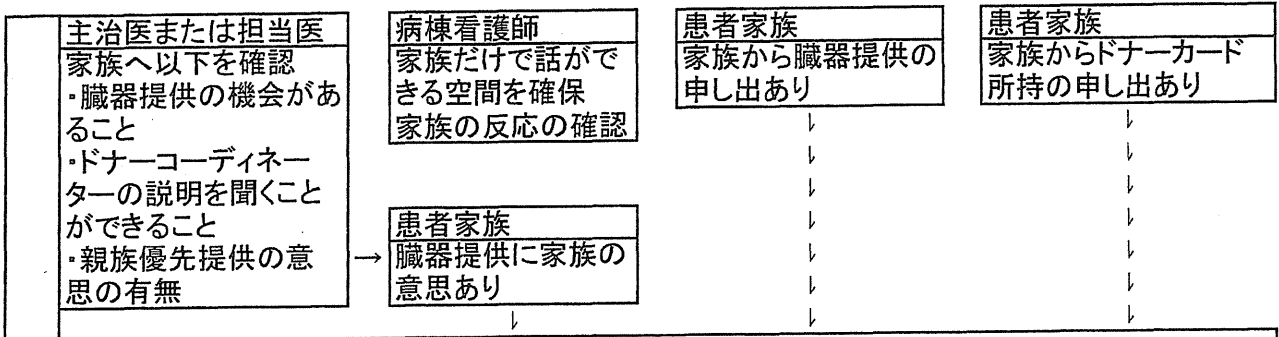 主治医または担当医
家族へ以下を確認
・臓器提供の機会があ
ること
・ドナーコーディネー
ターの説明を聞くこと
ができること
・親族優先提供の意
思の有無
→
病棟看護師
家族だけで話がで
きる空間を確保
家族の反応の確認
患者家族
臓器提供に家族の
意思あり
患者家族
家族から臓器提供の
申し出あり
患者家族
家族からドナーカード
所持の申し出あり